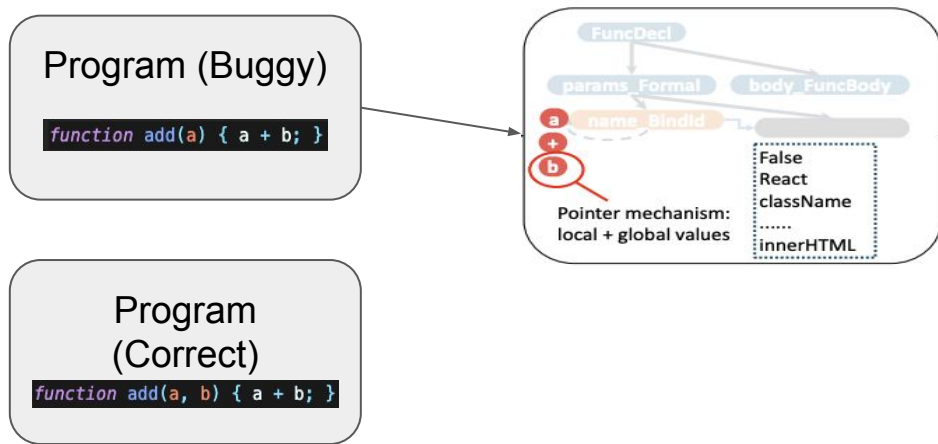 Program (Buggy)
function add(a) { a + b; }
FuncDecl
params_Formal
body_FuncBody
a
name_BindId
+
b
False
React
className
......
innerHTML
Pointer mechanism:
local + global values
Program
(Correct)
function add(a, b) { a + b; }